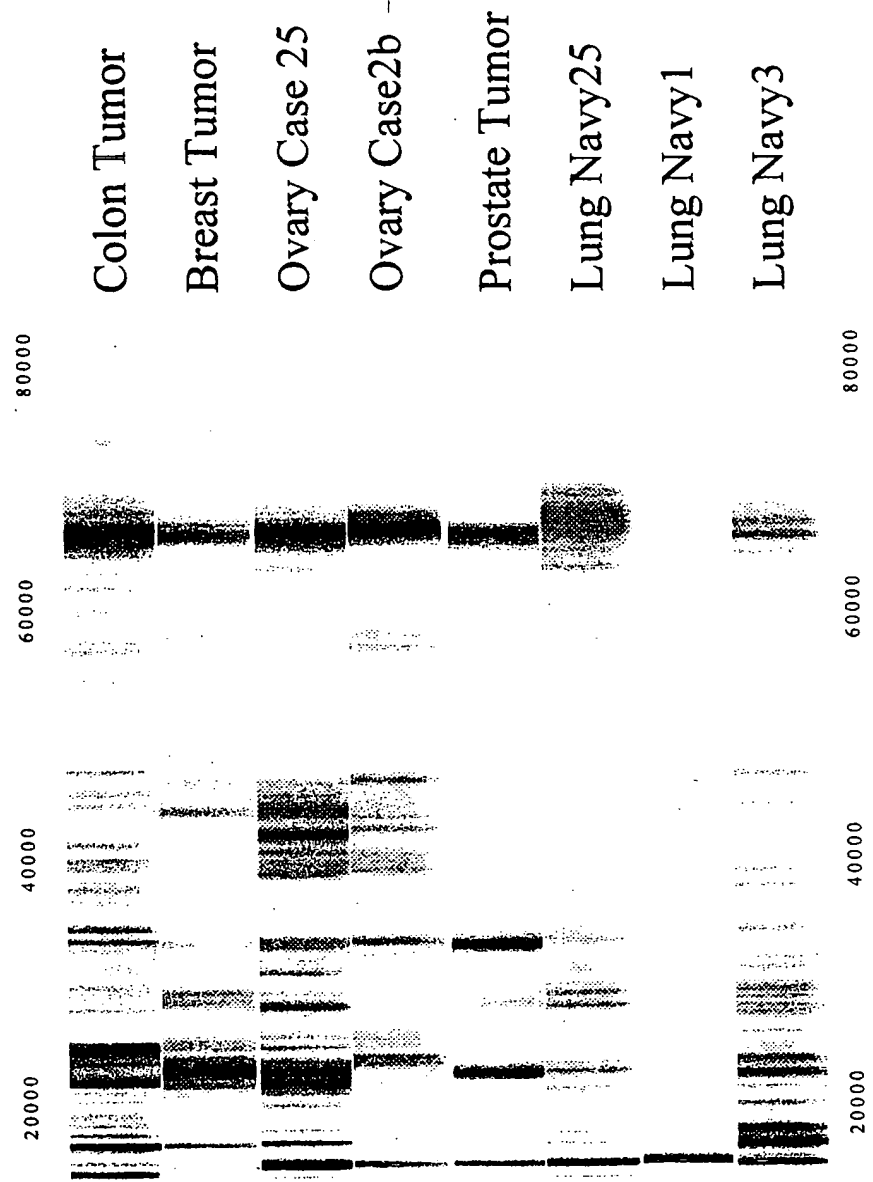 Colon Tumor
Breast Tumor
Ovary Case 25
Ovary Case2b
Prostate Tumor
Lung Navy25
Lung Navy1
Lung Navy3
80000
80000
60000
60000
40000
40000
20000
20000